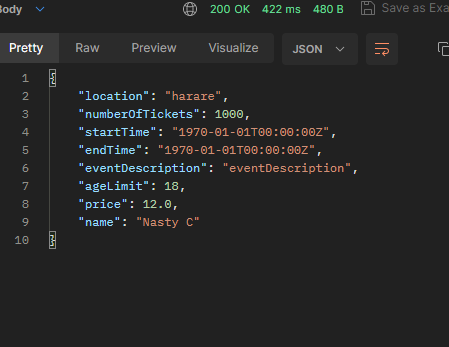 Body 200 OK 422 ms 480 B Save as Exa
Pretty Raw Preview Visualize JSON
1 {
2 "location": "harare",
3 "numberOfTickets": 1000,
4 "startTime": "1970-01-01T00:00:00Z",
5 "endTime": "1970-01-01T00:00:00Z",
6 "eventDescription": "eventDescription",
7 "ageLimit": 18,
8 "price": 12.0,
9 "name": "Nasty C"
10 }